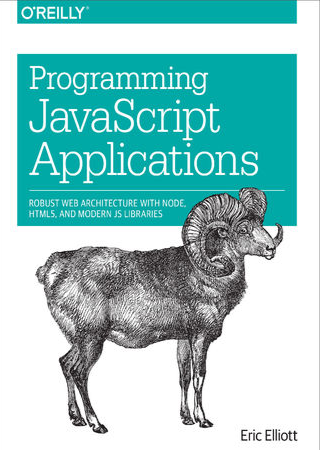 O'REILLY®
Programming
JavaScript
Applications
ROBUST WEB ARCHITECTURE WITH NODE,
HTML5, AND MODERN JS LIBRARIES
Eric Elliott